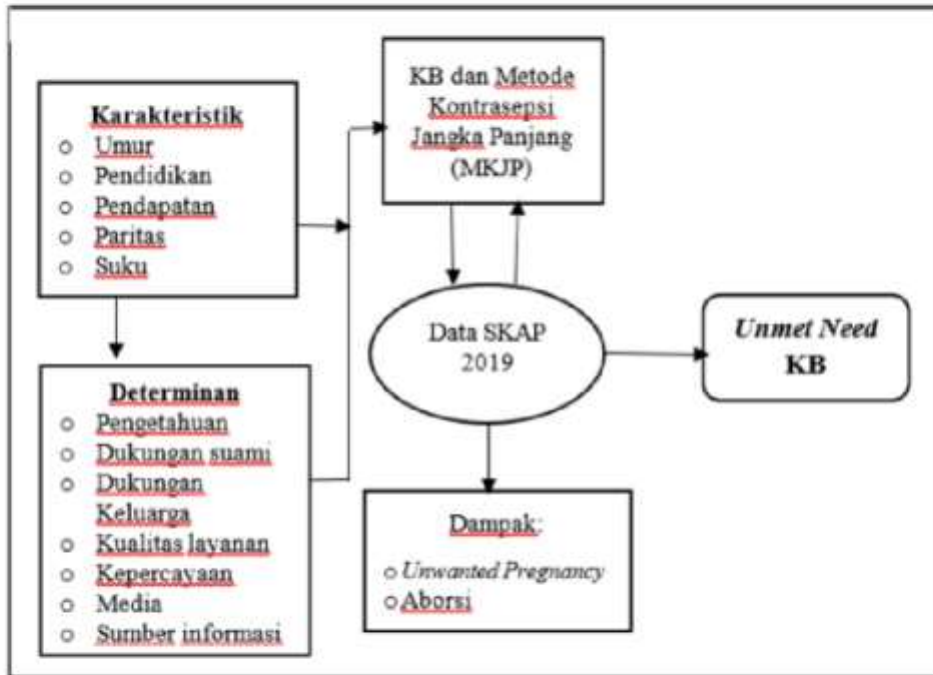 Karakteristik
○ Umur
○ Pendidikan
○ Pendapatan
○ Paritas
○ Suku
Determinan
○ Pengetahuan
○ Dukungan suami
○ Dukungan
Keluarga
○ Kualitas layanan
○ Kepercayaan
○ Media
○ Sumber informasi
KB dan Metode
Kontrasepsi
Jangka Panjang
(MKJP)
Data SKAP
2019
Dampak:
○ Unwanted Pregnancy
○ Aborsi
Unmet Need
KB